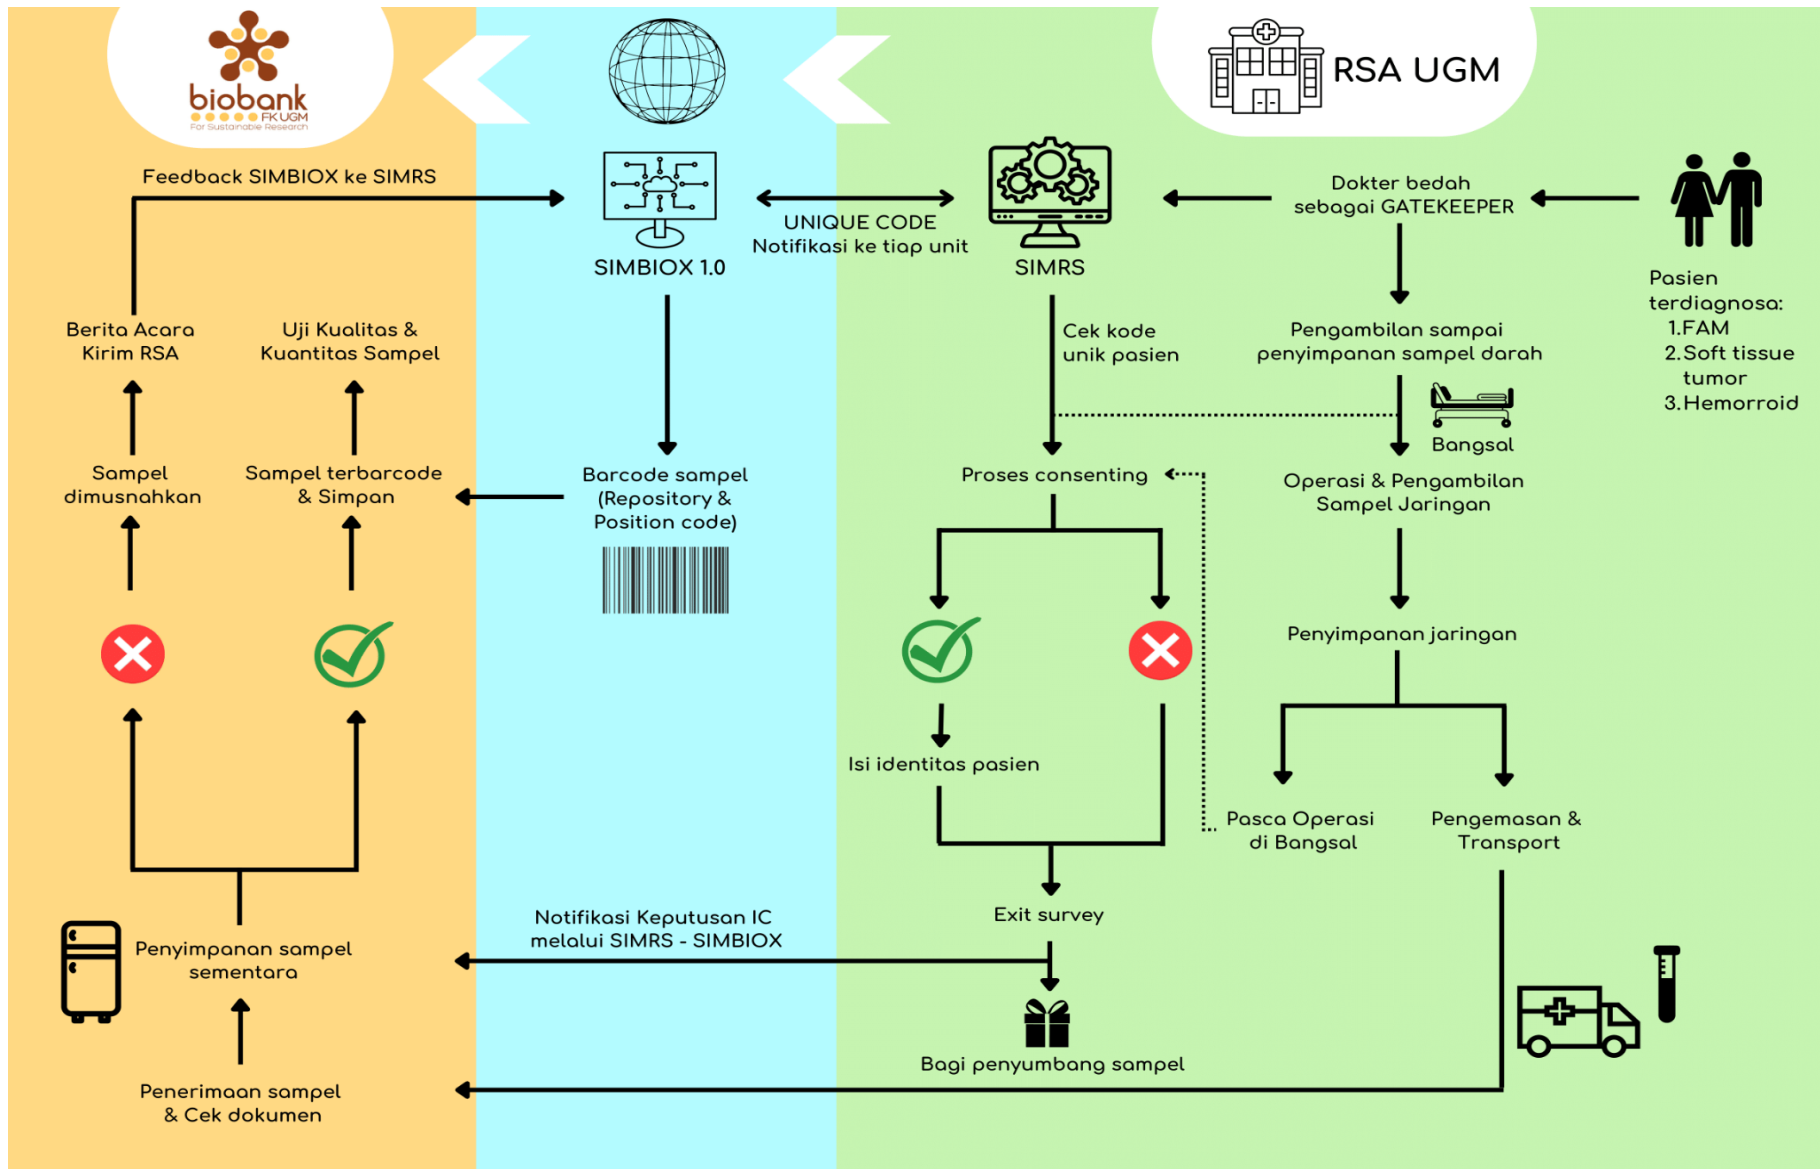 biobank
FKUGM
For Sustainable Research
RSA UGM
Feedback SIMBIOX ke SIMRS
SIMBIOX 1.0
UNIQUE CODE
Notifikasi ke tiap unit
SIMRS
Dokter bedah
sebagai GATEKEEPER
Pasien
terdiagnosa:
1.FAM
2.Soft tissue
tumor
3.Hemorroid
Berita Acara
Kirim RSA
Uji Kualitas &
Kuantitas Sampel
Cek kode
unik pasien
Pengambilan sampai
penyimpanan sampel darah
Bangsal
Sampel
dimusnahkan
Sampel terbarcode
& Simpan
Barcode sampel
(Repository &
Position code)
Proses consenting
Operasi & Pengambilan
Sampel Jaringan
Penyimpanan jaringan
Isi identitas pasien
Pasca Operasi
di Bangsal
Pengemasan &
Transport
Exit survey
Notifikasi Keputusan IC
melalui SIMRS - SIMBIOX
Penyimpanan sampel
sementara
Bagi penyumbang sampel
Penerimaan sampel
& Cek dokumen